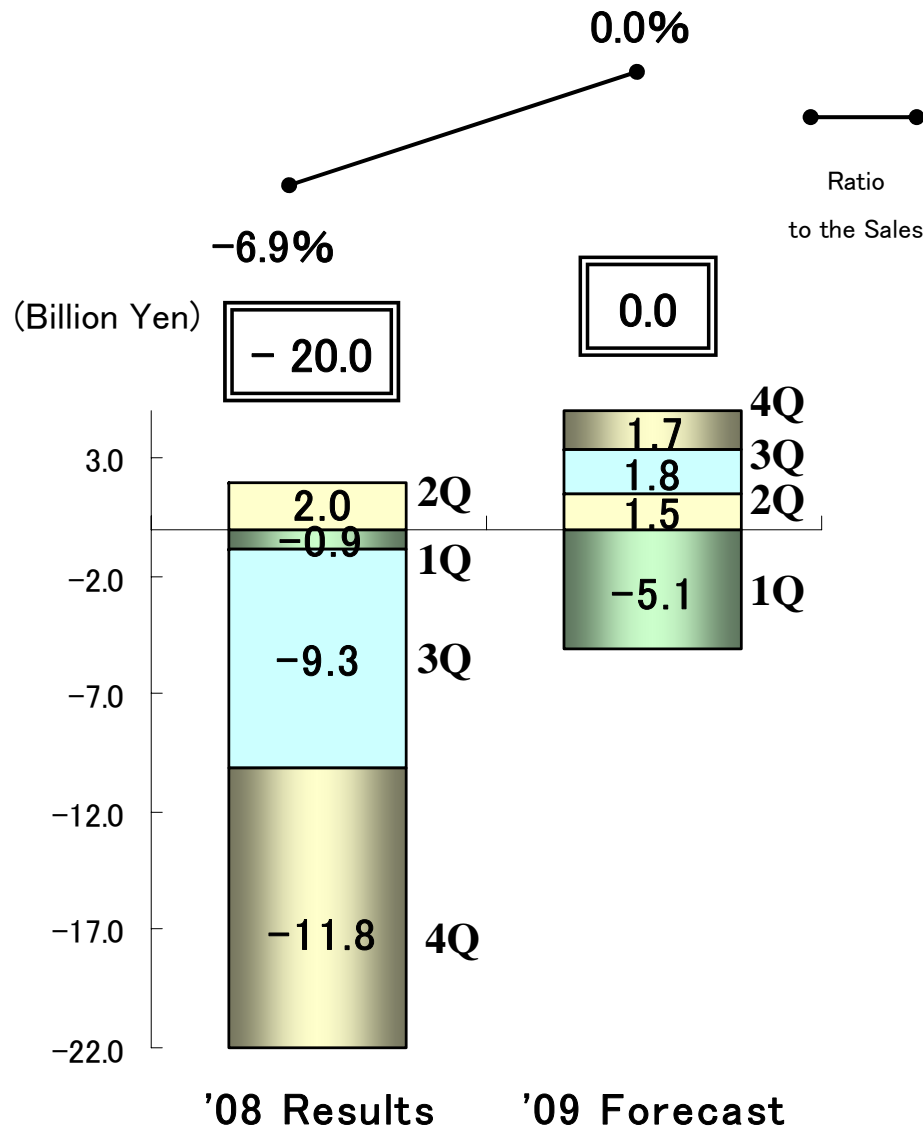 0.0%
Ratio
to the Sales
-6.9%
(Billion Yen)
- 20.0
0.0
4Q
1.7
3Q
3.0
1.8
2Q
2Q
2.0
1.5
-0.9
1Q
-2.0
-5.1
1Q
-9.3
3Q
-7.0
-12.0
-17.0
-11.8
4Q
-22.0
'08 Results
'09 Forecast